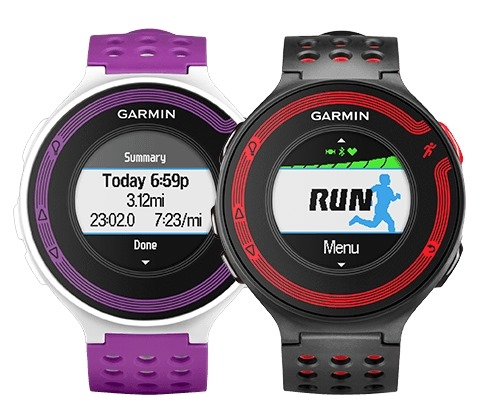 GARMIN
Summary
Today 6:59p
3.12mi
23:02.0 7:23/mi
Done
GARMIN
RUN
Menu